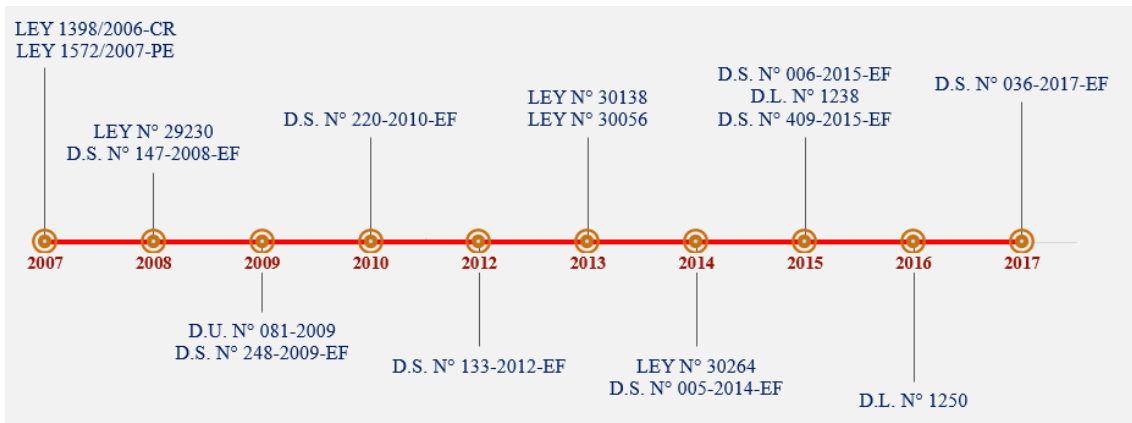 LEY 1398/2006-CR
LEY 1572/2007-PE
LEY N° 29230
D.S. N° 147-2008-EF
D.S. N° 220-2010-EF
LEY N° 30138
LEY N° 30056
D.S. N° 006-2015-EF
D.L. N° 1238
D.S. N° 409-2015-EF
D.S. N° 036-2017-EF
2007 2008 2009 2010 2012 2013 2014 2015 2016 2017
D.U. N° 081-2009
D.S. N° 248-2009-EF
D.S. N° 133-2012-EF
LEY N° 30264
D.S. N° 005-2014-EF
D.L. N° 1250